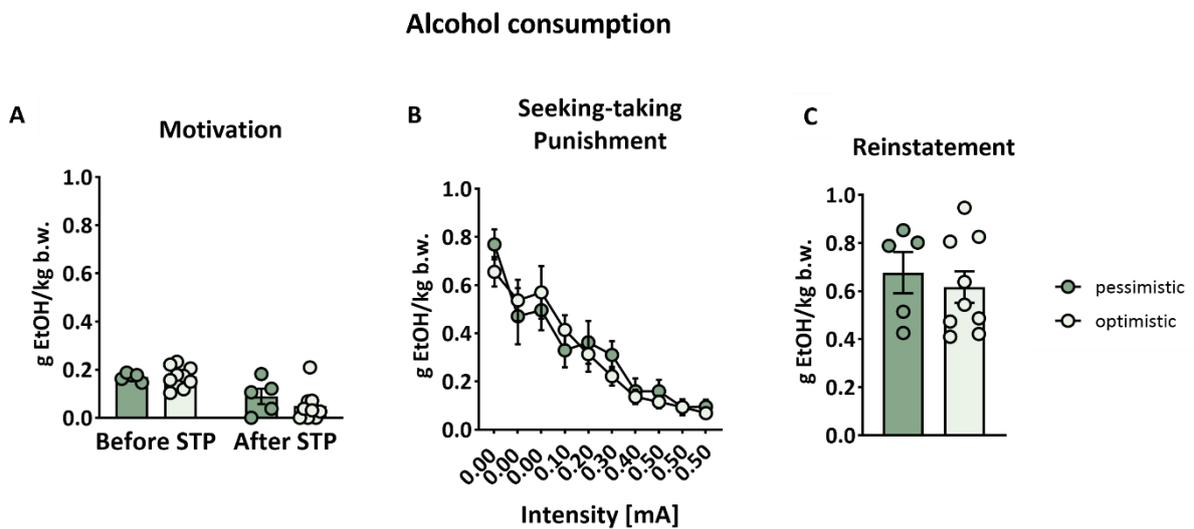 Alcohol consumption
A
Motivation
g EtOH/kg b.w.
1.0
0.8
0.6
0.4
0.2
0.0
Before STP
After STP
B
Seeking-taking
Punishment
g EtOH/kg b.w.
1.0
0.8
0.6
0.4
0.2
0.0
0.00
0.00
0.00
0.10
0.20
0.30
0.40
0.50
0.50
0.50
Intensity [mA]
C
Reinstatement
g EtOH/kg b.w.
1.0
0.8
0.6
0.4
0.2
0.0
pessimistic
optimistic